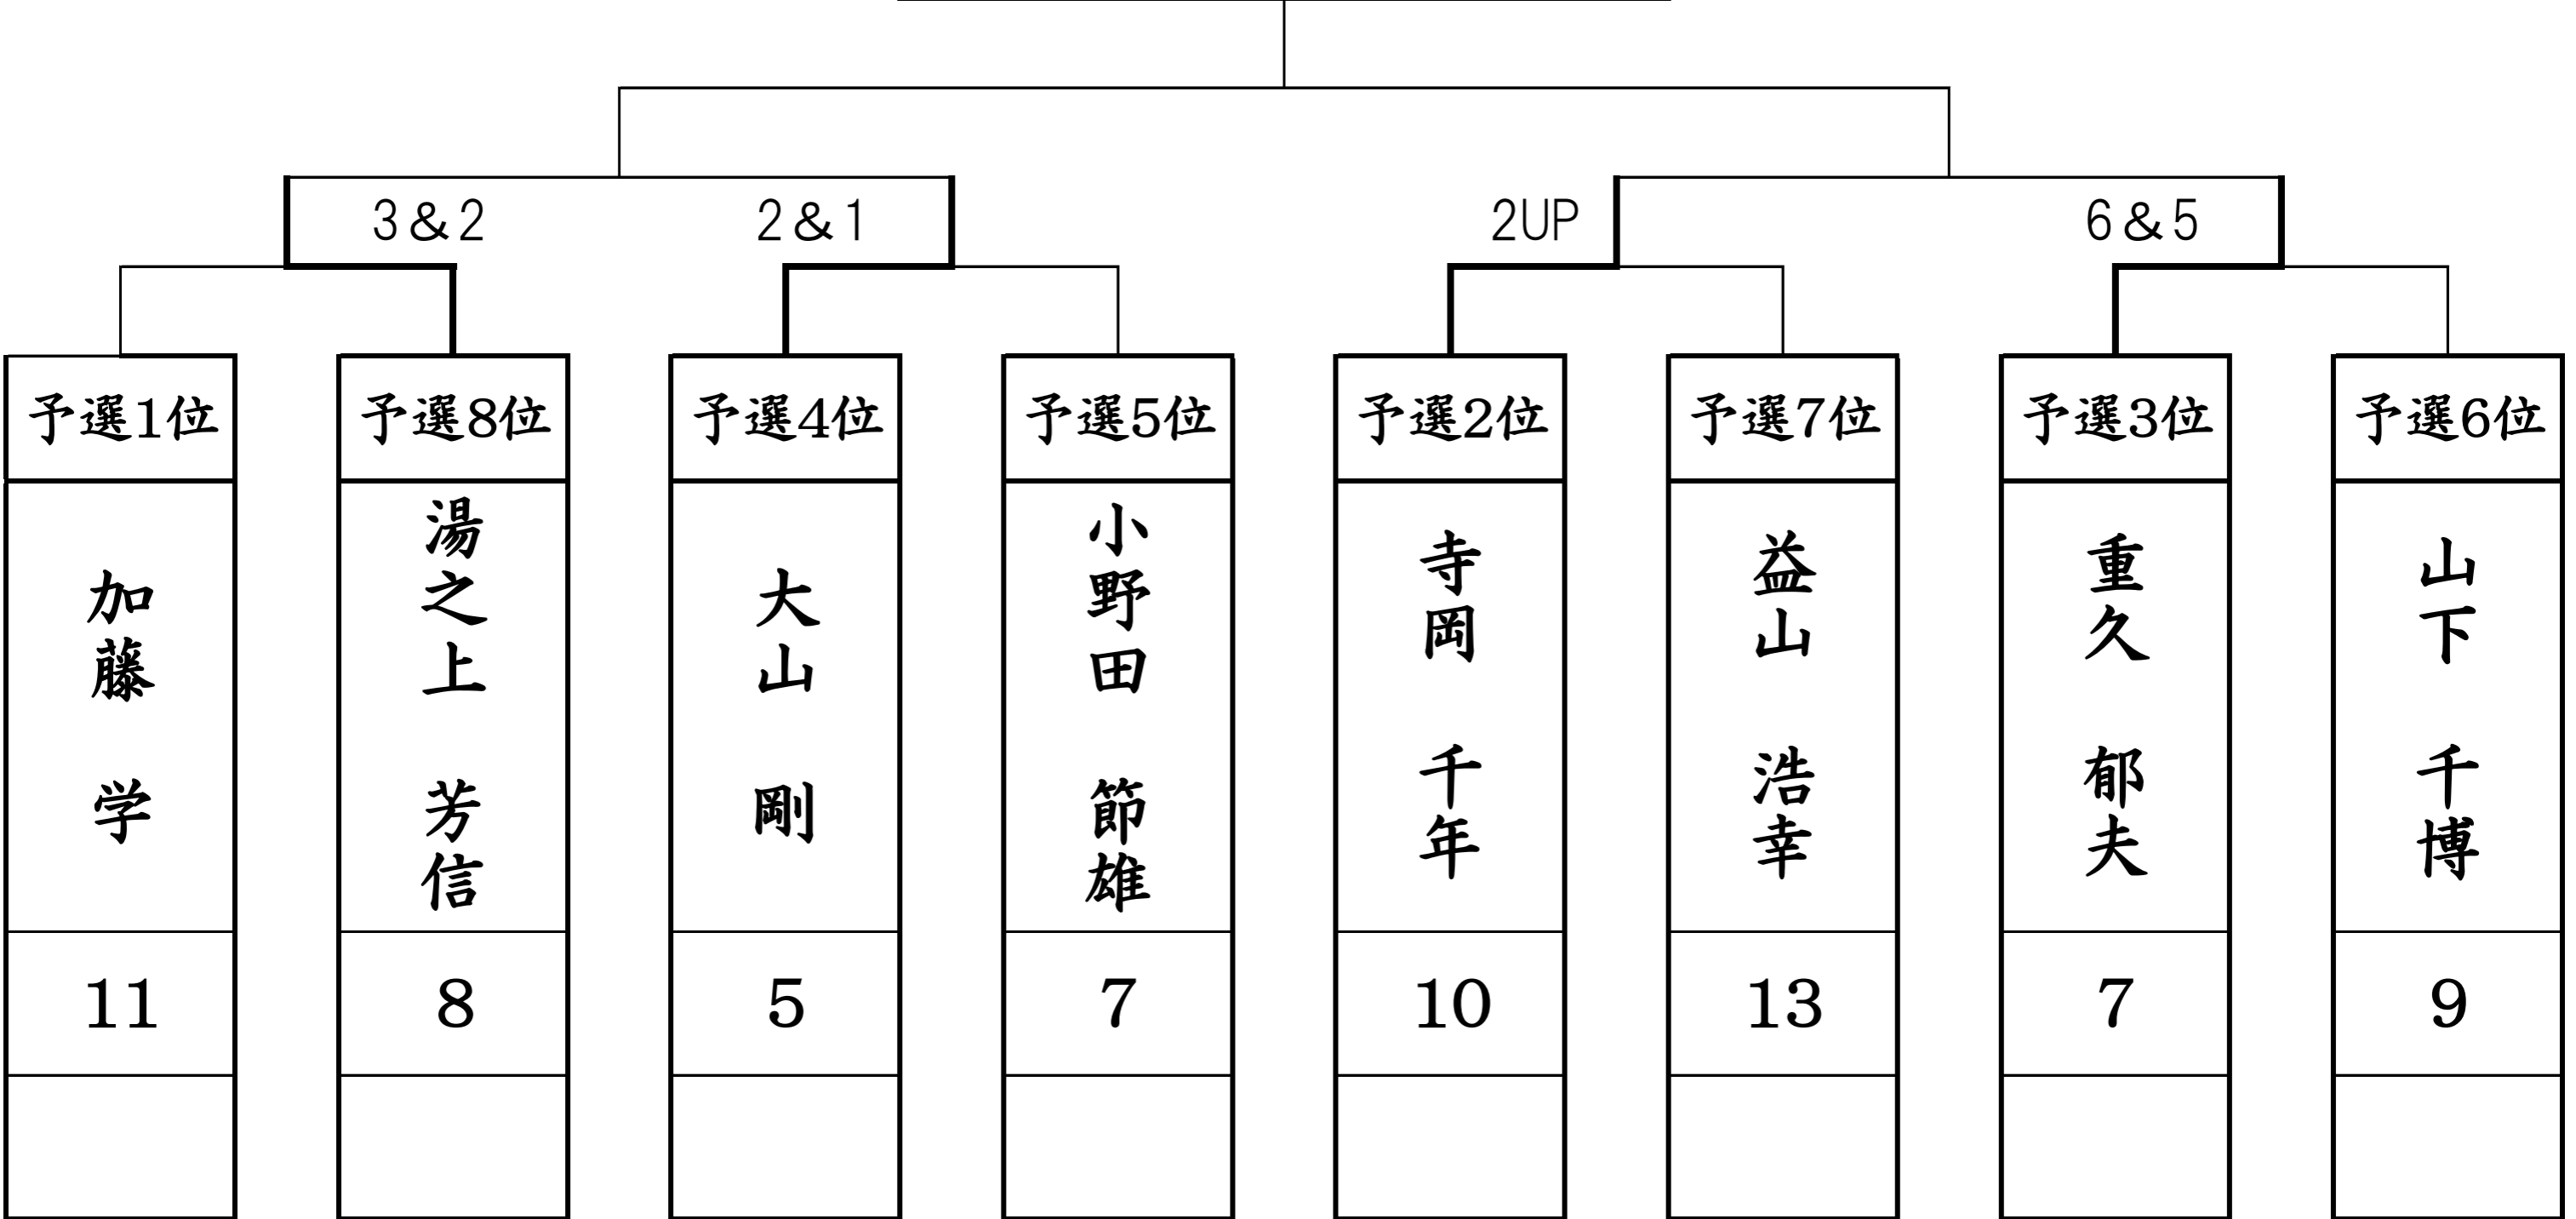 3&2
2&1
2UP
6&5
予選1位
予選8位
予選4位
予選5位
予選2位
予選7位
予選3位
予選6位
加藤 学
湯之上 芳信
大山 剛
小野田 節雄
寺岡 千年
益山 浩幸
重久 郁夫
山下 千博
11
8
5
7
10
13
7
9